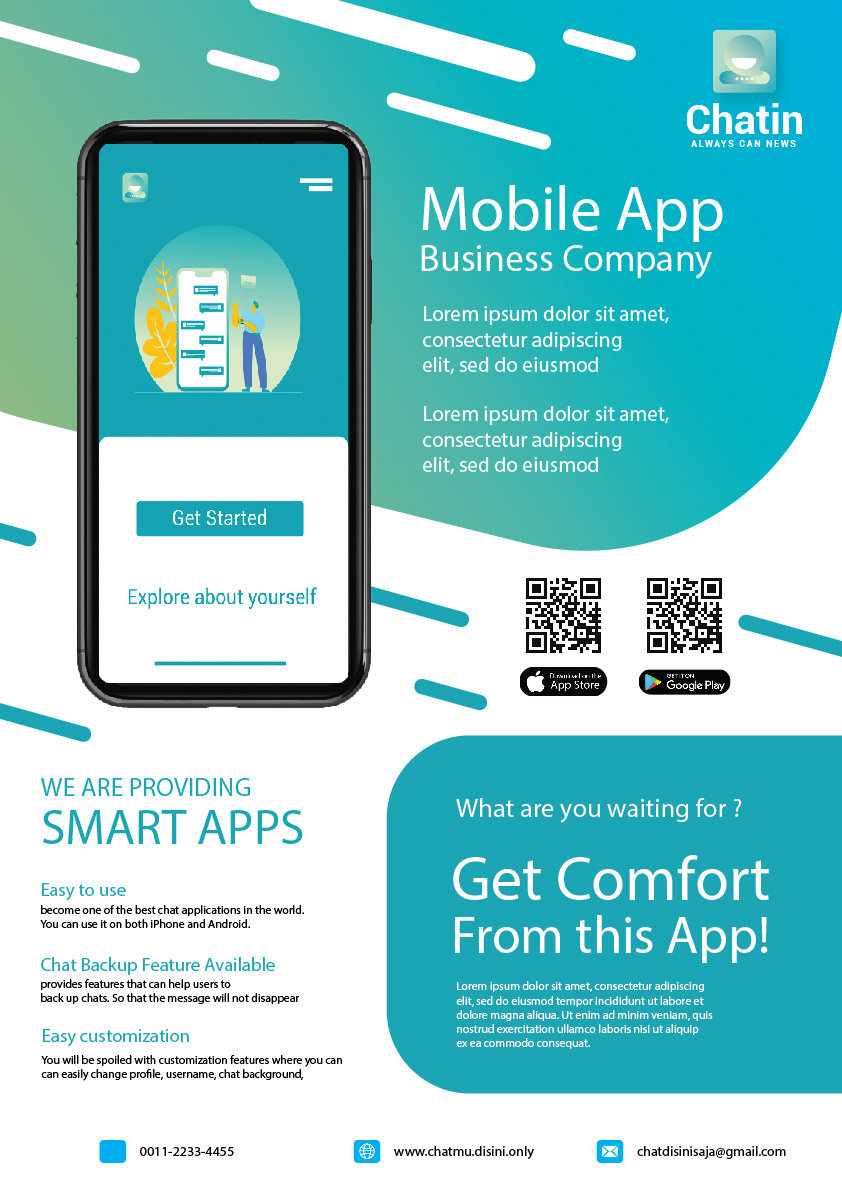 Chatin
ALWAYS CAN NEWS
Mobile App
Business Company
Lorem ipsum dolor sit amet,
consectetur adipiscing
elit, sed do eiusmod
Lorem ipsum dolor sit amet,
consectetur adipiscing
elit, sed do eiusmod
Get Started
Explore about yourself
Download on the
App Store
GET IT ON
Google Play
WE ARE PROVIDING
SMART APPS
Easy to use
become one of the best chat applications in the world.
You can use it on both iPhone and Android.
Chat Backup Feature Available
provides features that can help users to
back up chats. So that the message will not disappear
Easy customization
You will be spoiled with customization features where you can
can easily change profile, username, chat background,
What are you waiting for ?
Get Comfort
From this App!
Lorem ipsum dolor sit amet, consectetur adipiscing
elit, sed do eiusmod tempor incididunt ut labore et
dolore magna aliqua. Ut enim ad minim veniam, quis
nostrud exercitation ullamco laboris nisi ut aliquip
ex ea commodo consequat.
0011-2233-4455
www.chatmu.disini.only
chatdisinisaja@gmail.com